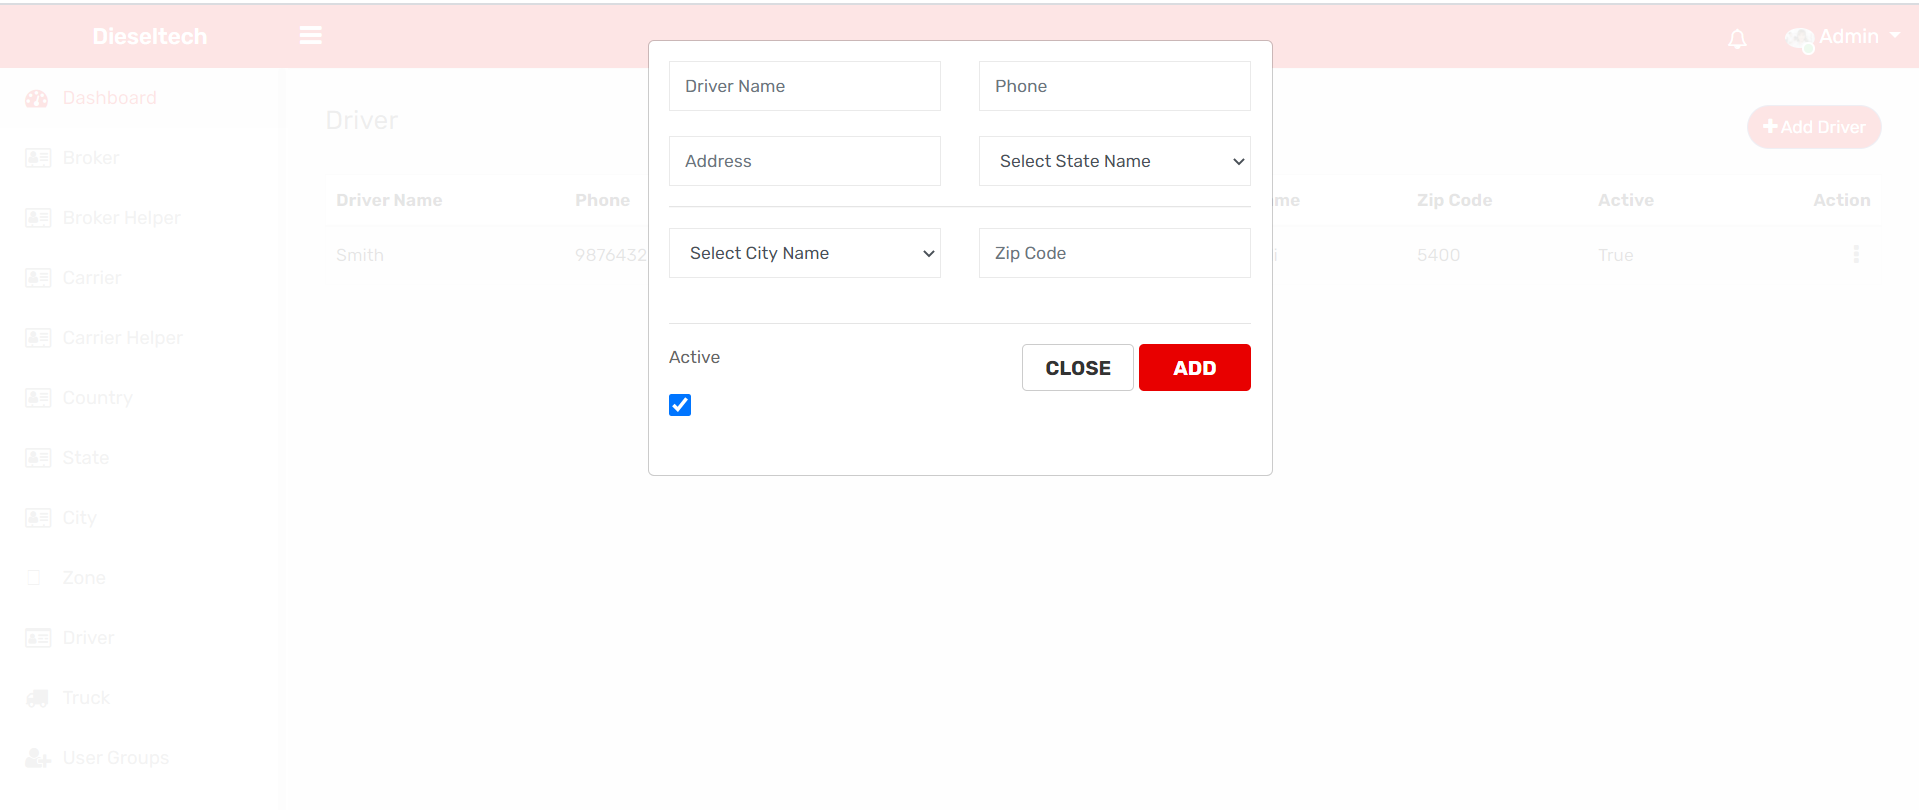 Dieseltech
Admin
Dashboard
Broker
Broker Helper
Carrier
Carrier Helper
Country
State
City
Zone
Driver
Truck
User Groups
Driver
Add Driver
Driver Name Phone me Zip Code Active Action
Smith 9876432 i 5400 True
Driver Name Phone
Address Select State Name
Select City Name Zip Code
Active CLOSE ADD